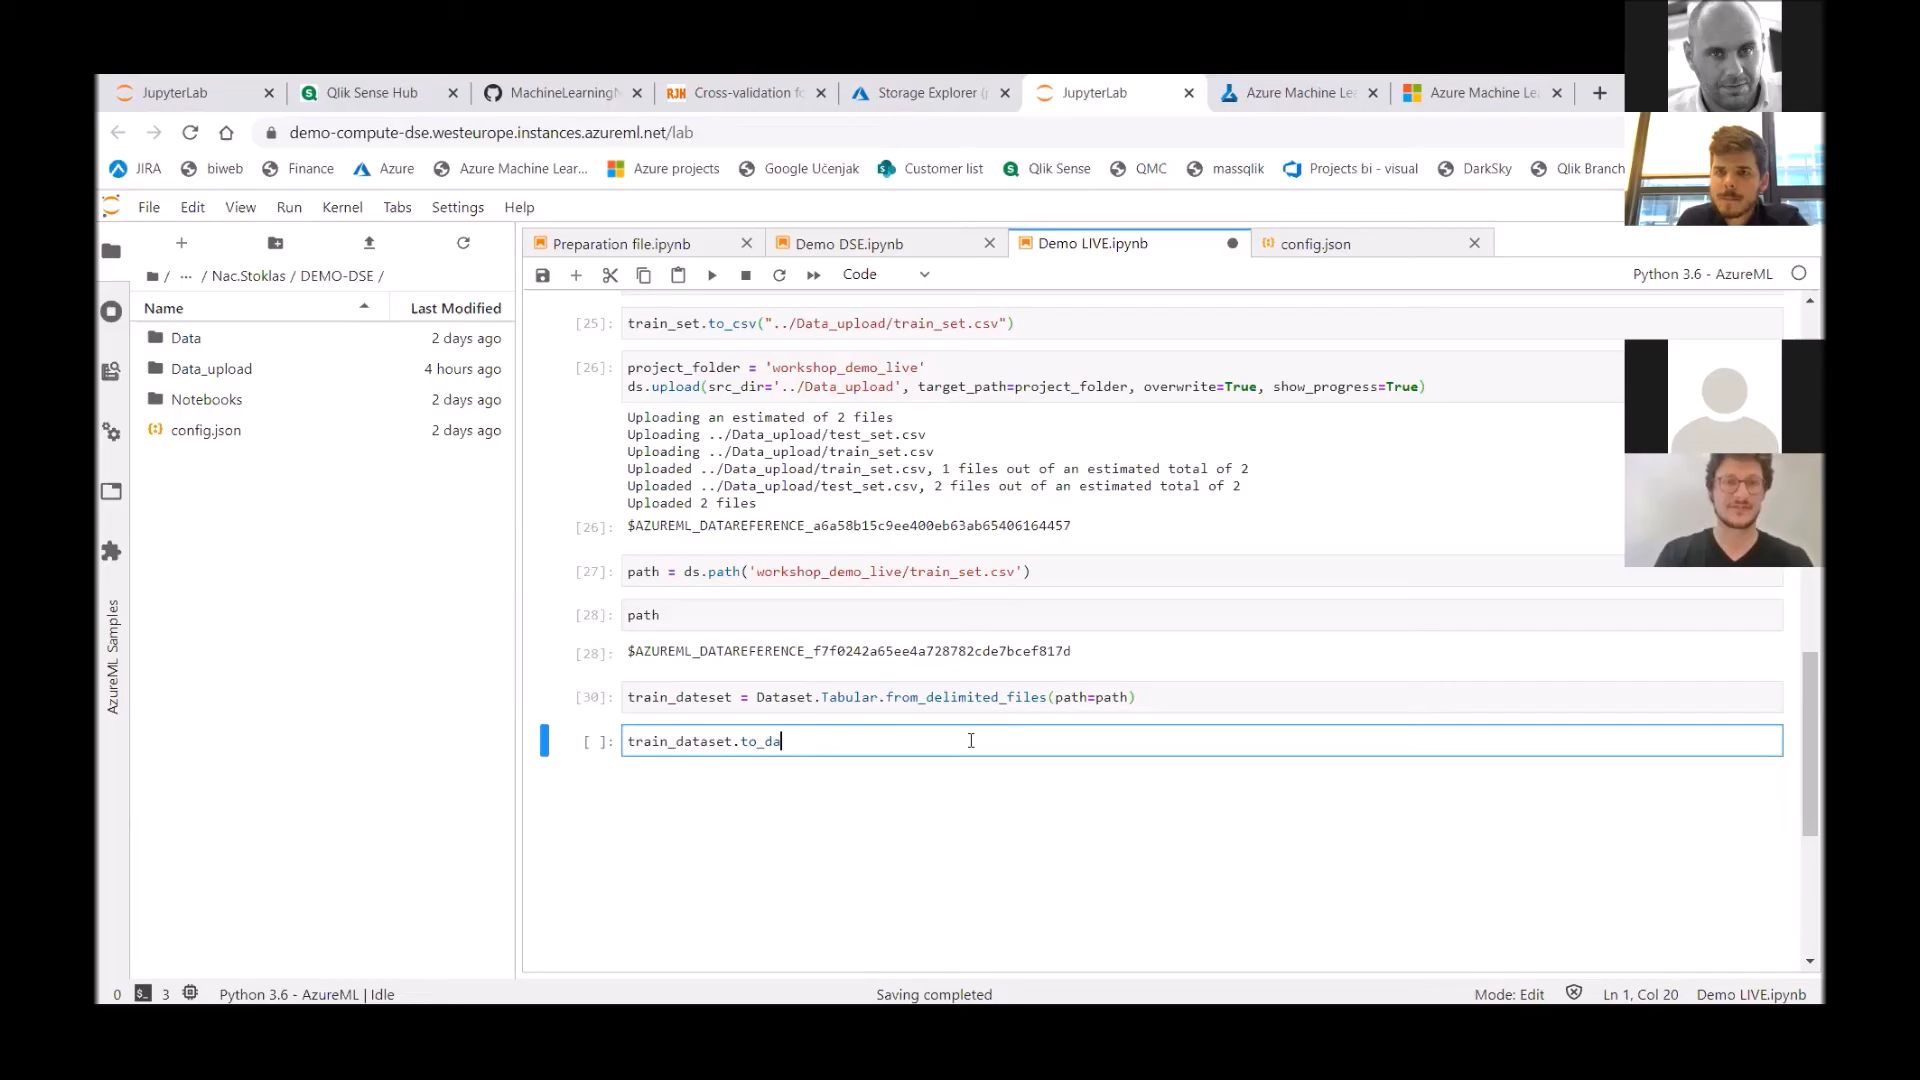 JupyterLab
Qlik Sense Hub
MachineLearningN
Cross-validation fo
Storage Explorer (p
JupyterLab
Azure Machine Le
Azure Machine Le
demo-compute-dse.westeurope.instances.azureml.net/lab
JIRA
biweb
Finance
Azure
Azure Machine Lear...
Azure projects
Google Učenjak
Customer list
Qlik Sense
QMC
massqlik
Projects bi - visual
DarkSky
Qlik Branch
File Edit View Run Kernel Tabs Settings Help
Preparation file.ipynb
Demo DSE.ipynb
Demo LIVE.ipynb
config.json
Code
Python 3.6 - AzureML
/ ... / Nac.Stoklas / DEMO-DSE /
Name Last Modified
Data 2 days ago
Data_upload 4 hours ago
Notebooks 2 days ago
config.json 2 days ago
AzureML Samples
[25]: train_set.to_csv("../Data_upload/train_set.csv")
[26]: project_folder = 'workshop_demo_live'
ds.upload(src_dir='../Data_upload', target_path=project_folder, overwrite=True, show_progress=True)
Uploading an estimated of 2 files
Uploading ../Data_upload/test_set.csv
Uploading ../Data_upload/train_set.csv
Uploaded ../Data_upload/train_set.csv, 1 files out of an estimated total of 2
Uploaded ../Data_upload/test_set.csv, 2 files out of an estimated total of 2
Uploaded 2 files
[26]: $AZUREML_DATAREFERENCE_a6a58b15c9ee400eb63ab65406164457
[27]: path = ds.path('workshop_demo_live/train_set.csv')
[28]: path
[28]: $AZUREML_DATAREFERENCE_f7f0242a65ee4a728782cde7bcef817d
[30]: train_dateset = Dataset.Tabular.from_delimited_files(path=path)
[ ]: train_dataset.to_da
0 3 Python 3.6 - AzureML | Idle
Saving completed
Mode: Edit Ln 1, Col 20 Demo LIVE.ipynb